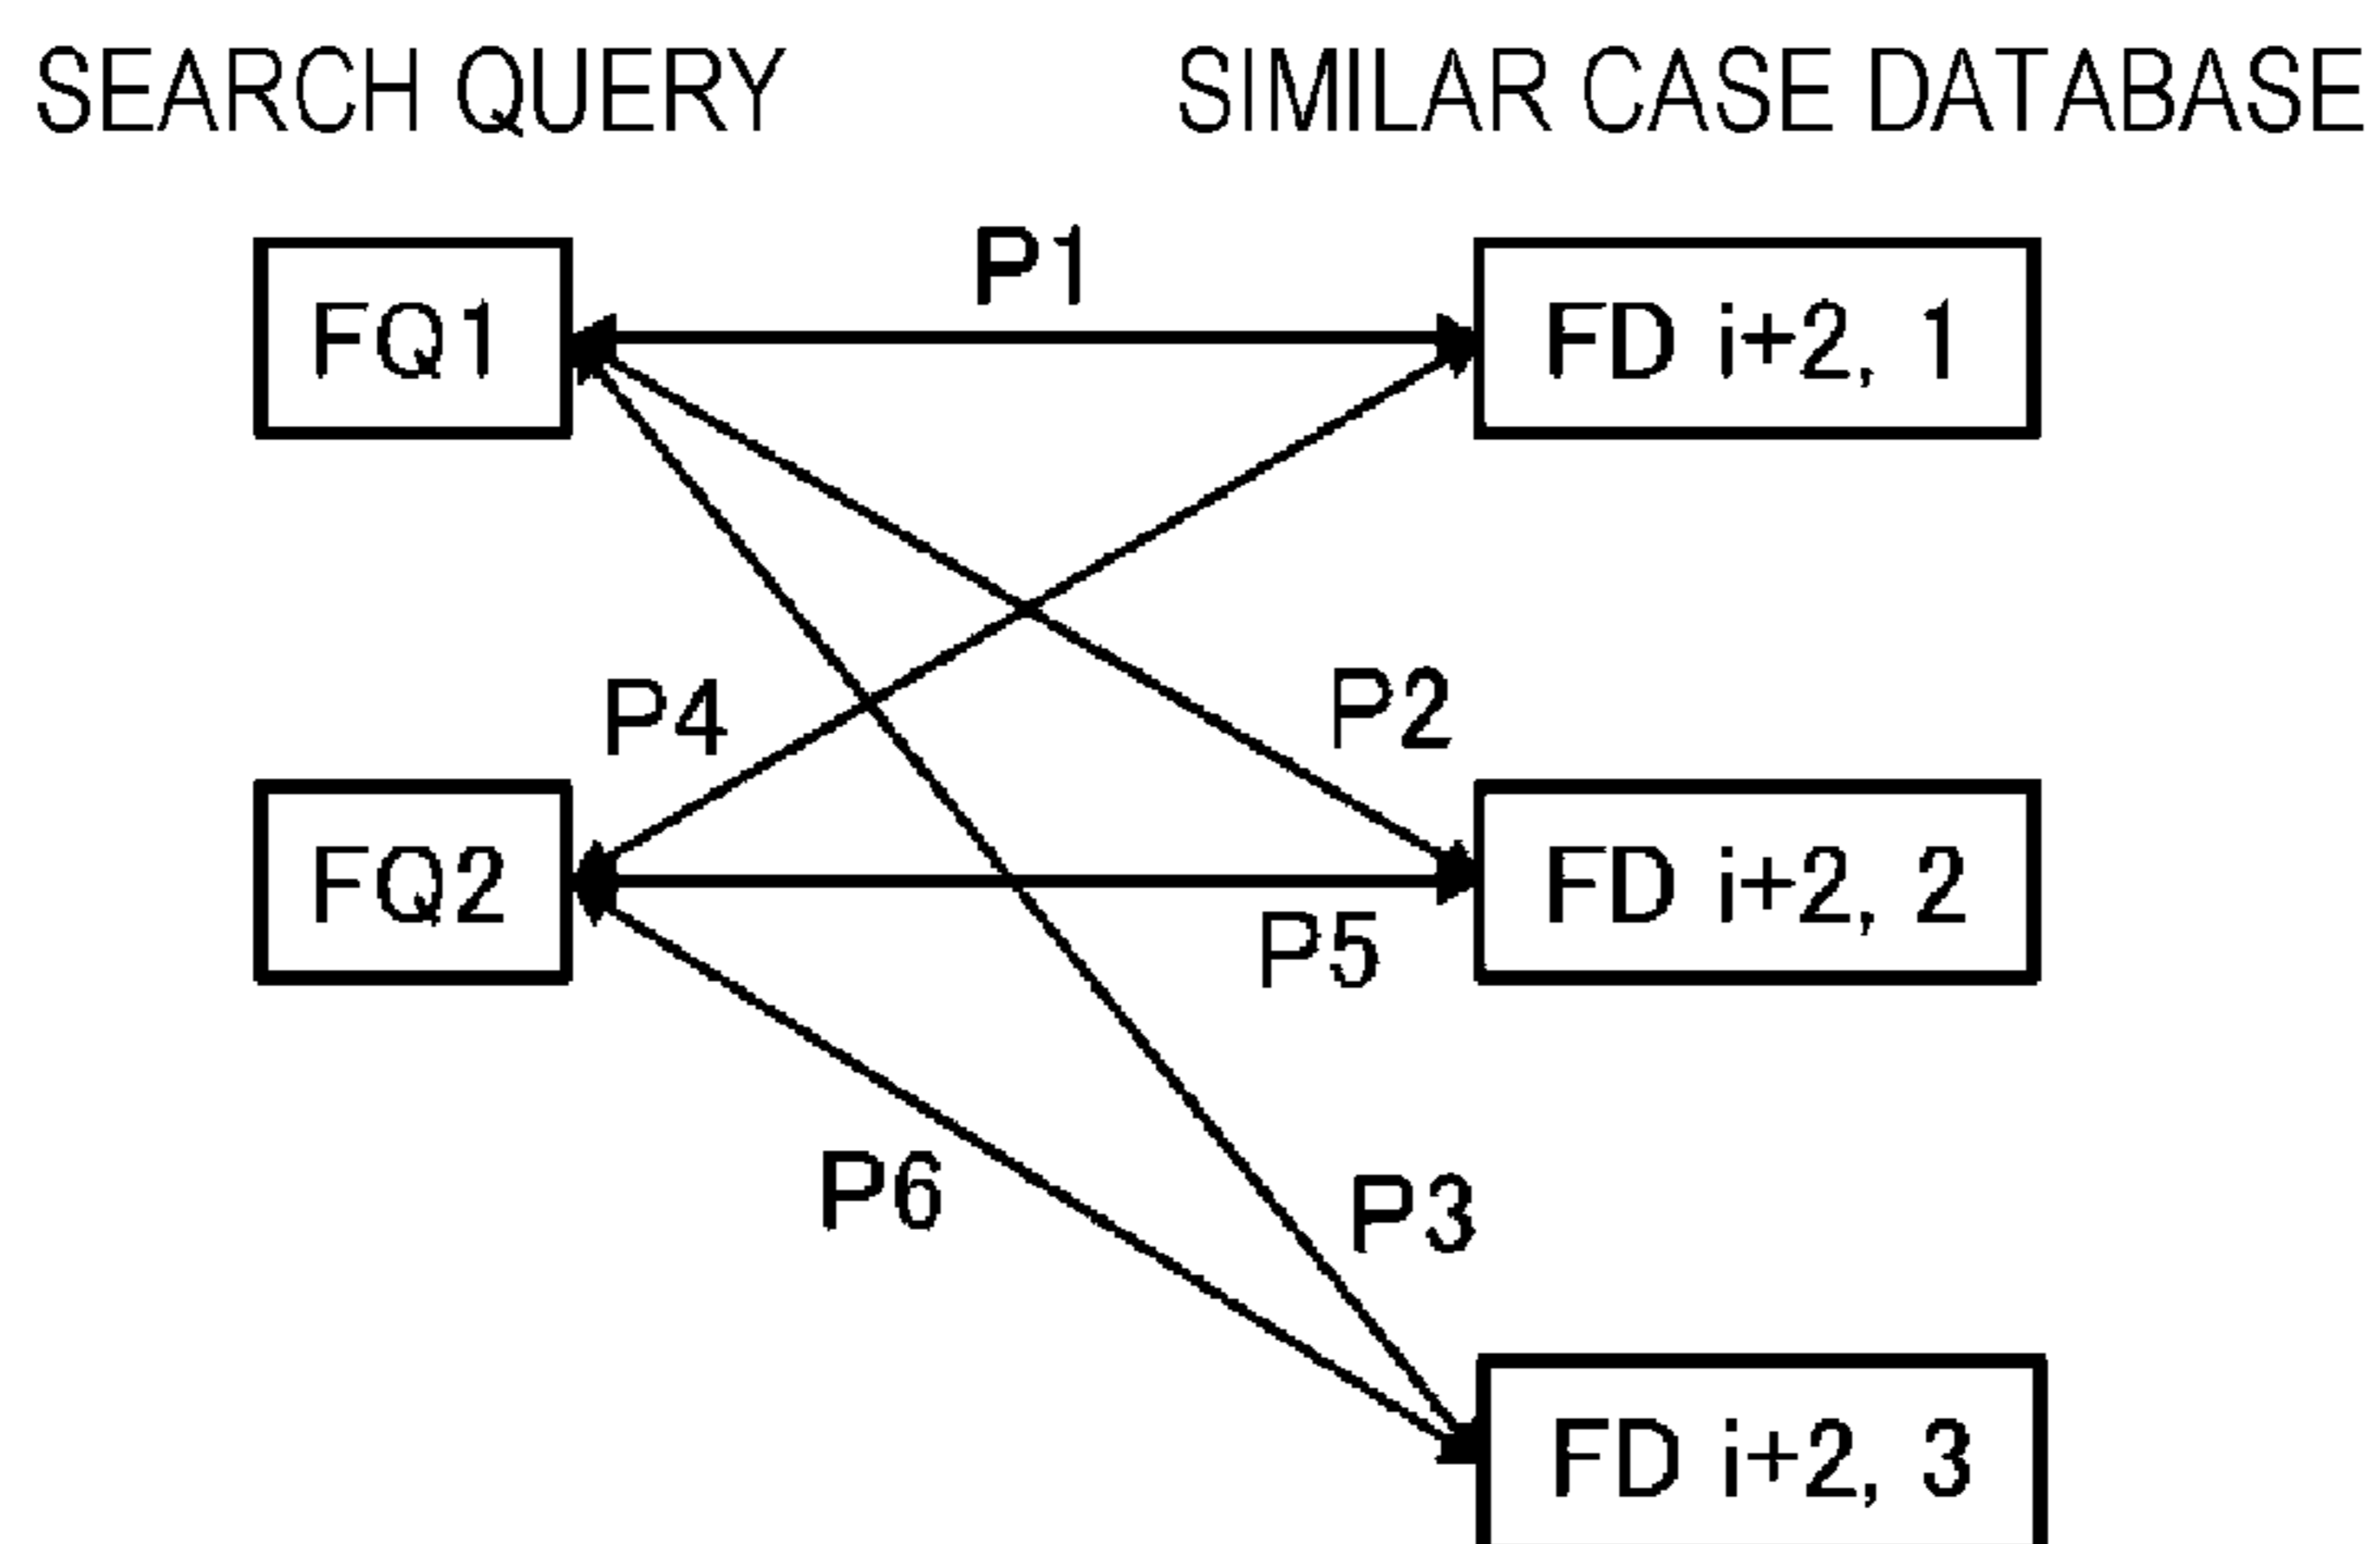 SEARCH QUERY
SIMILAR CASE DATABASE
P1
FQ1
FD i+2, 1
P4
P2
FQ2
FD i+2, 2
P5
P6
P3
FD i+2, 3